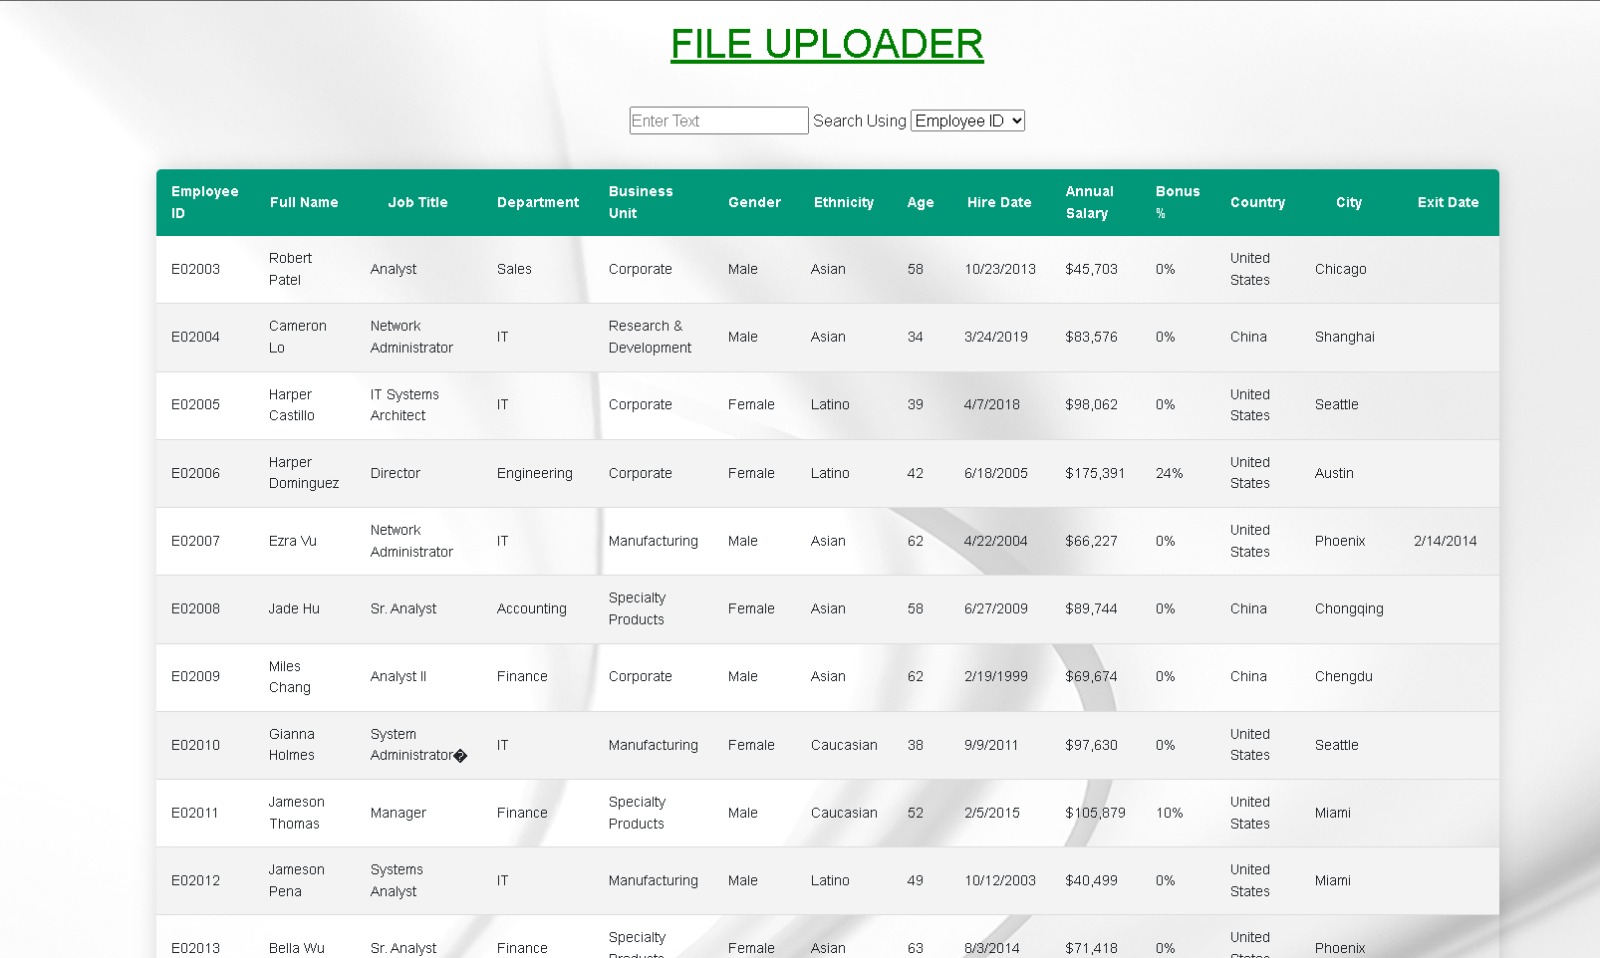 FILE UPLOADER
Enter Text Search Using Employee ID
Employee ID Full Name Job Title Department Business Unit Gender Ethnicity Age Hire Date Annual Salary Bonus % Country City Exit Date
E02003 Robert Patel Analyst Sales Corporate Male Asian 58 10/23/2013 $45,703 0% United States Chicago
E02004 Cameron Lo Network Administrator IT Research & Development Male Asian 34 3/24/2019 $83,576 0% China Shanghai
E02005 Harper Castillo IT Systems Architect IT Corporate Female Latino 39 4/7/2018 $98,062 0% United States Seattle
E02006 Harper Dominguez Director Engineering Corporate Female Latino 42 6/18/2005 $175,391 24% United States Austin
E02007 Ezra Vu Network Administrator IT Manufacturing Male Asian 62 4/22/2004 $66,227 0% United States Phoenix 2/14/2014
E02008 Jade Hu Sr. Analyst Accounting Specialty Products Female Asian 58 6/27/2009 $89,744 0% China Chongqing
E02009 Miles Chang Analyst II Finance Corporate Male Asian 62 2/19/1999 $69,674 0% China Chengdu
E02010 Gianna Holmes System Administrator� IT Manufacturing Female Caucasian 38 9/9/2011 $97,630 0% United States Seattle
E02011 Jameson Thomas Manager Finance Specialty Products Male Caucasian 52 2/5/2015 $105,879 10% United States Miami
E02012 Jameson Pena Systems Analyst IT Manufacturing Male Latino 49 10/12/2003 $40,499 0% United States Miami
E02013 Bella Wu Sr. Analyst Finance Specialty Female Asian 63 8/3/2014 $71,418 0% United Phoenix